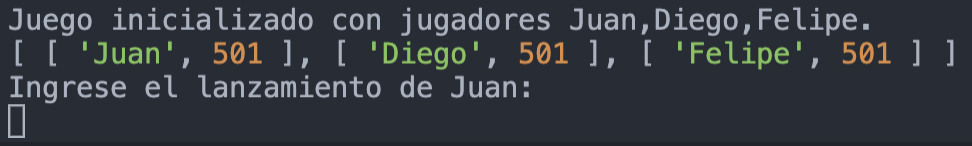 Juego inicializado con jugadores Juan,Diego,Felipe.
[ [ 'Juan', 501 ], [ 'Diego', 501 ], [ 'Felipe', 501 ] ]
Ingrese el lanzamiento de Juan: